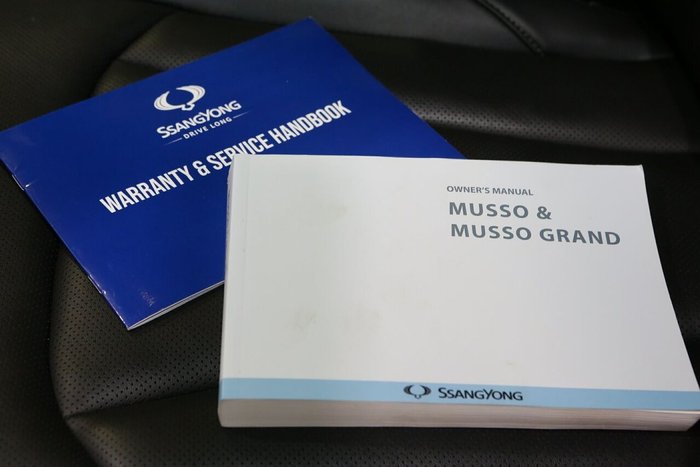 SSANGYONG
DRIVE LONG
WARRANTY & SERVICE HANDBOOK
OWNER'S MANUAL
MUSSO &
MUSSO GRAND
SSANGYONG